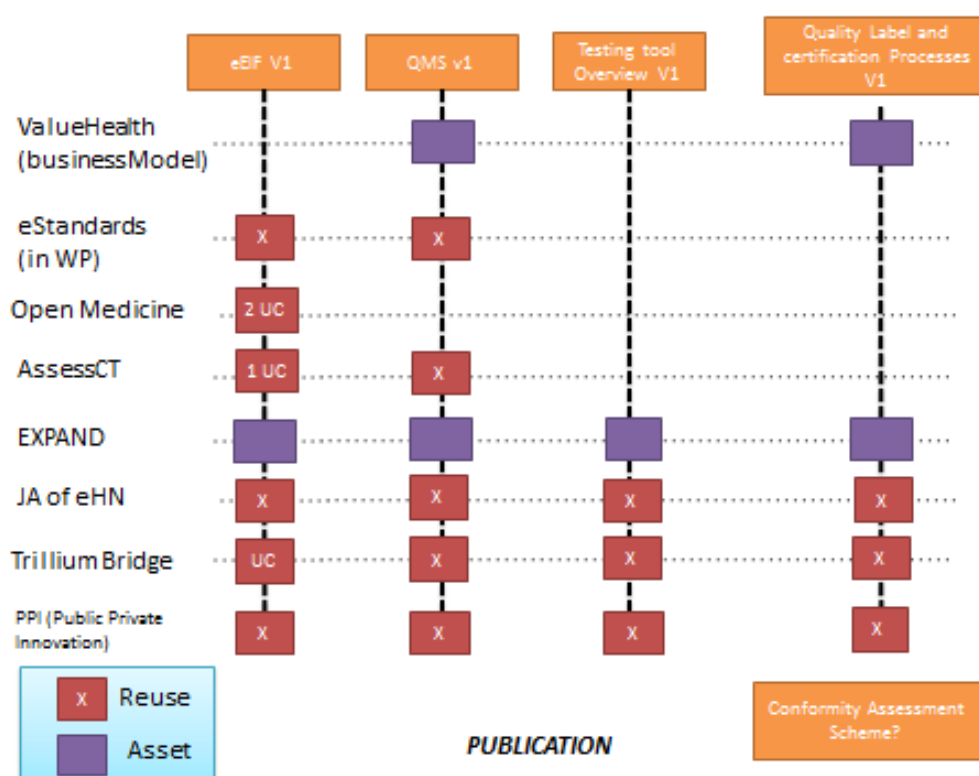 eEIF V1
QMS v1
Testing tool
Overview V1
Quality Label and
certification Processes
V1
ValueHealth
(businessModel)
eStandards
(in WP)
X
X
Open Medicine
2 UC
AssessCT
1 UC
X
EXPAND
JA of eHN
X
X
X
X
Trillium Bridge
UC
X
X
X
PPI (Public Private
Innovation)
X
X
X
X
X
Reuse
Asset
PUBLICATION
Conformity Assessment
Scheme?